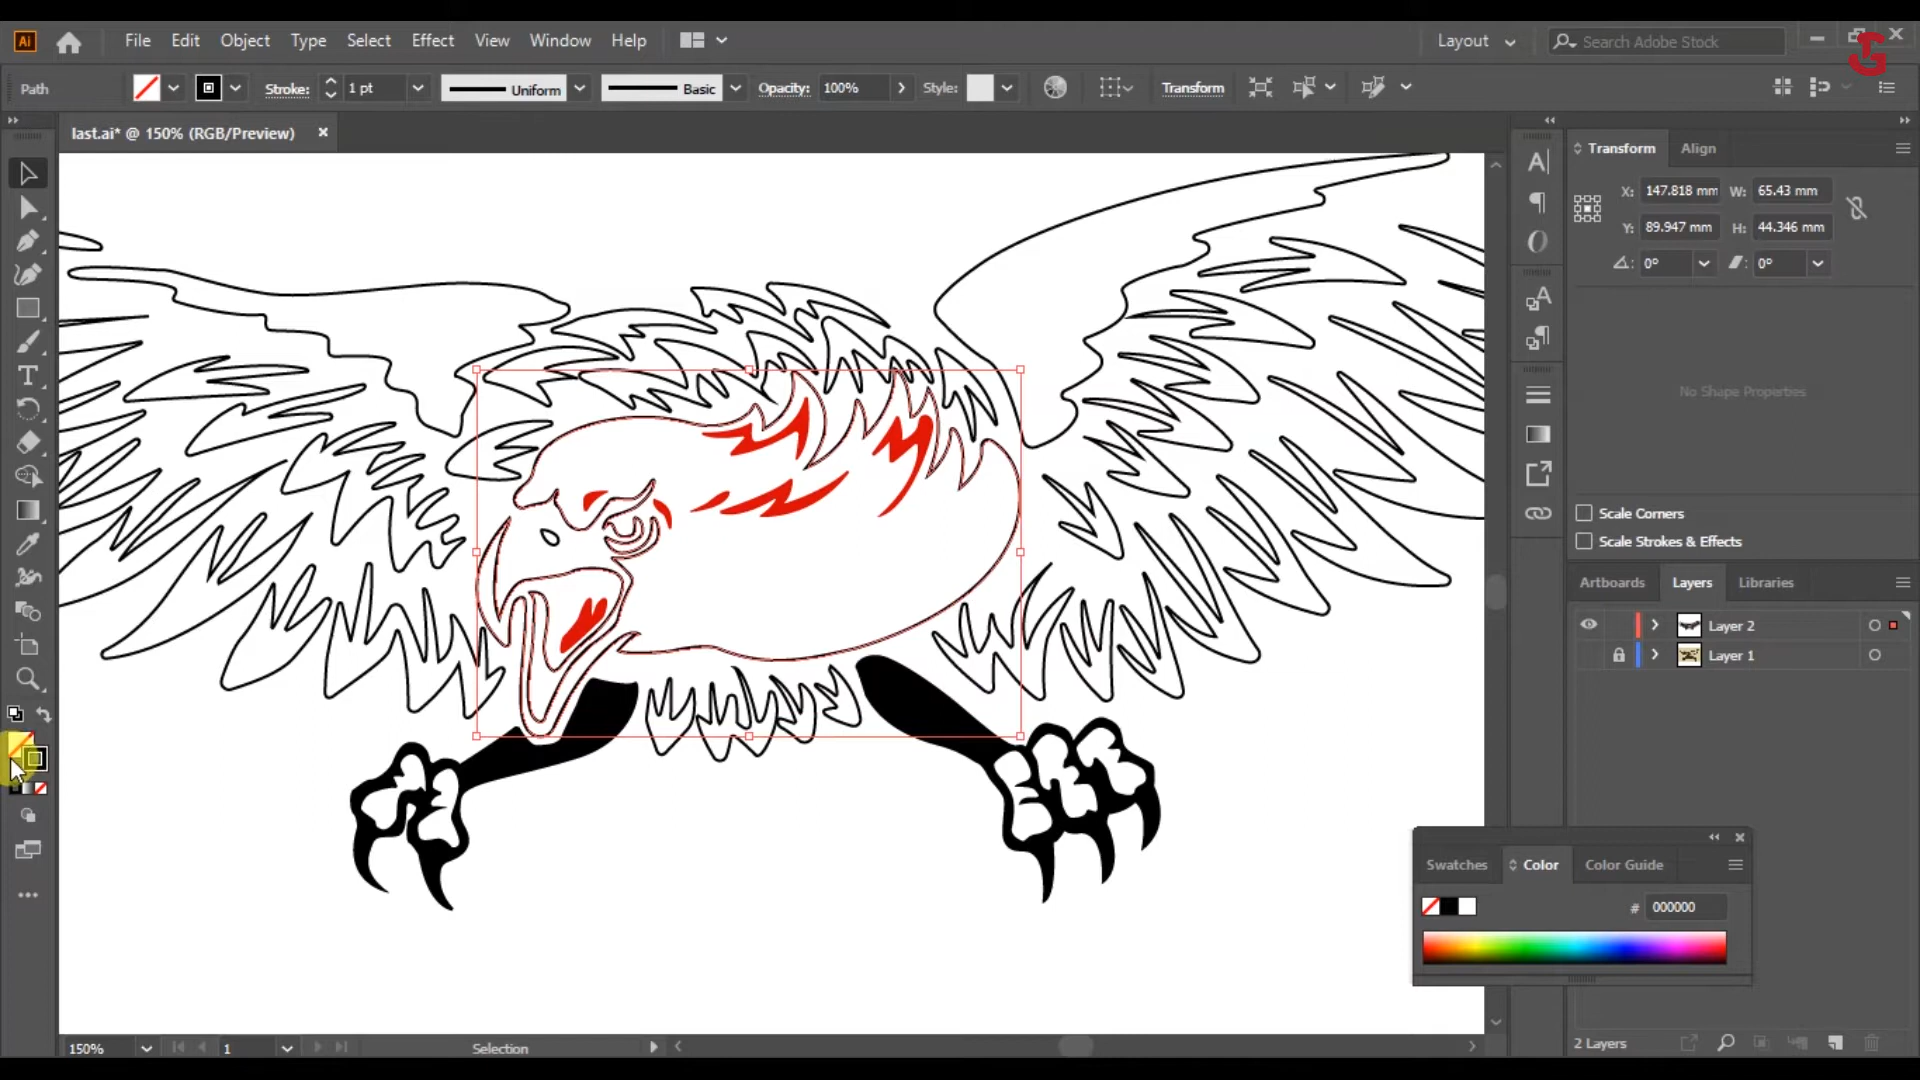 Ai File Edit Object Type Select Effect View Window Help Layout Search Adobe Stock
Path Stroke: 1 pt Uniform Basic Opacity: 100% Style: Transform
last.ai* @ 150% (RGB/Preview)
Transform Align
X: 147.818 mm W: 65.43 mm
Y: 89.947 mm H: 44.346 mm
0° 0°
No Shape Properties
Scale Corners
Scale Strokes & Effects
Artboards Layers Libraries
Layer 2
Layer 1
Swatches Color Color Guide
# 000000
150% 1 Selection 2 Layers